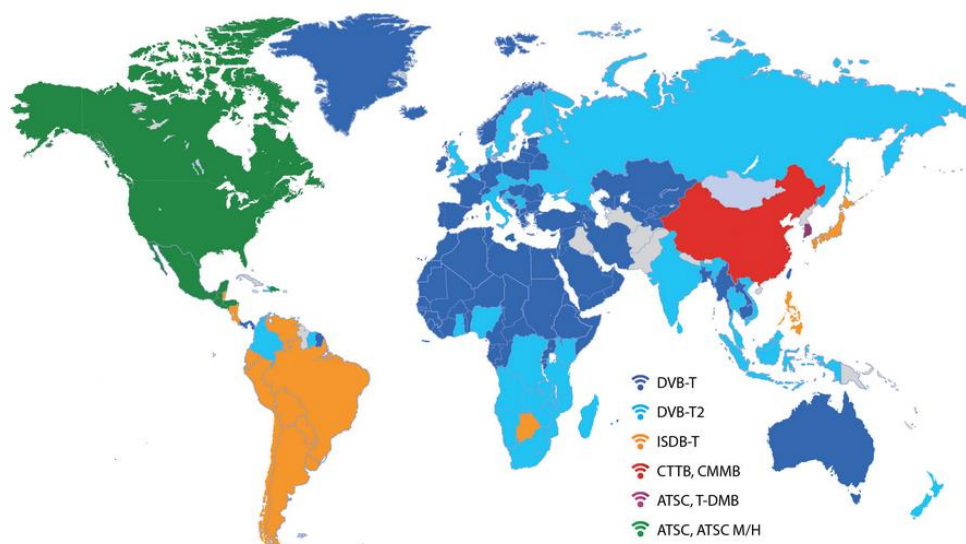 DVB-T
DVB-T2
ISDB-T
CTTB, CMMB
ATSC, T-DMB
ATSC, ATSC M/H